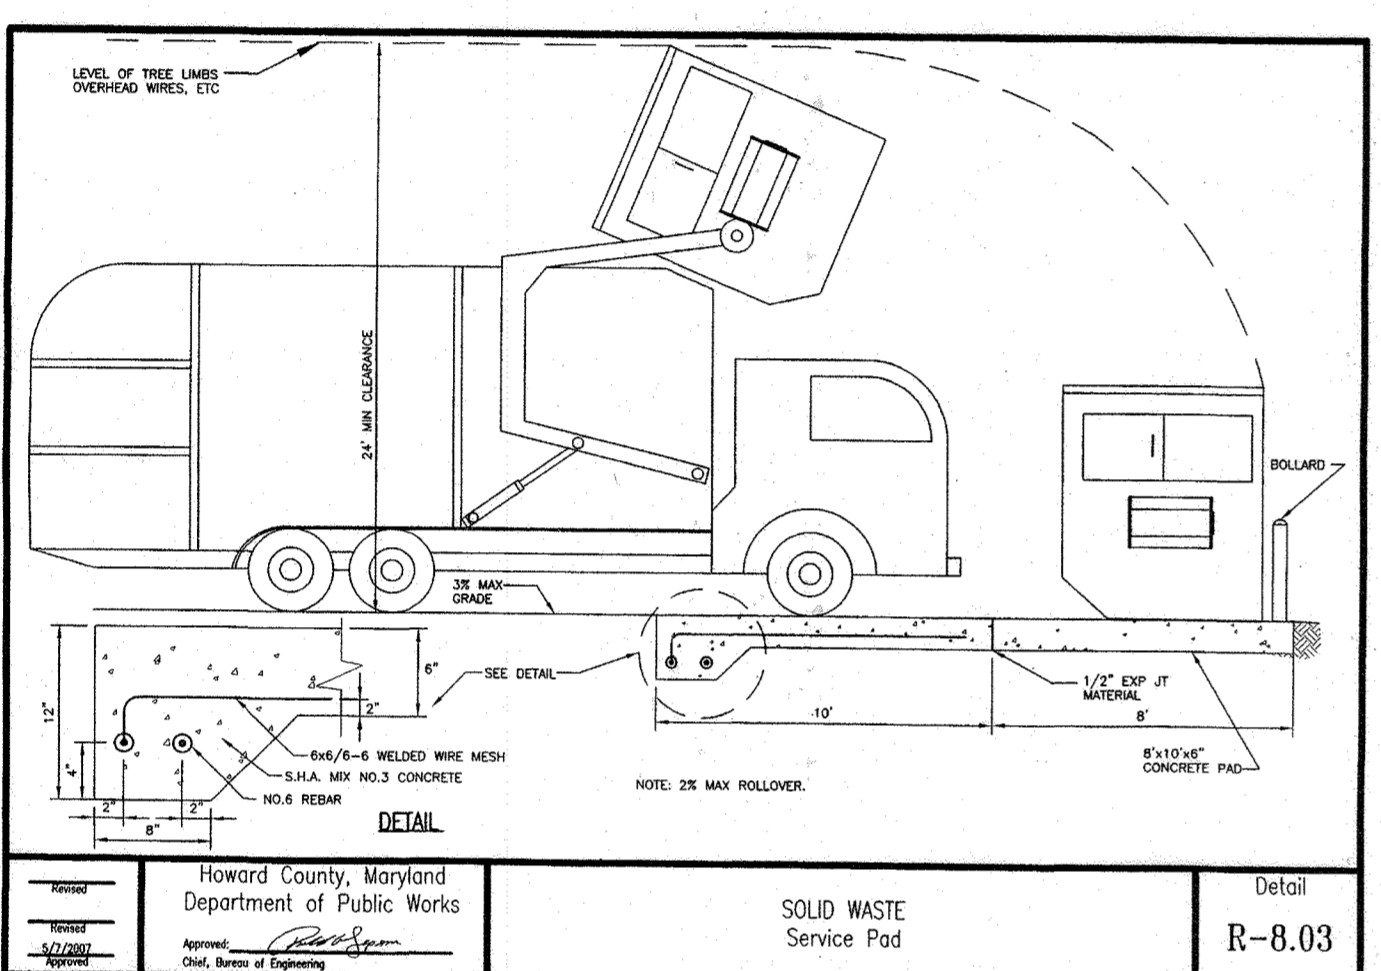 LEVEL OF TREE LIMBS
OVERHEAD WIRES, ETC
24' MIN CLEARANCE
BOLLARD
3% MAX
GRADE
SEE DETAIL
1/2" EXP JT
MATERIAL
10'
8'
8'x10'x6"
CONCRETE PAD
NOTE: 2% MAX ROLLOVER.
12"
6"
2"
4"
6x6/6-6 WELDED WIRE MESH
S.H.A. MIX NO.3 CONCRETE
NO.6 REBAR
2"
2"
8"
DETAIL
Revised
Revised
5/7/2007
Approved
Howard County, Maryland
Department of Public Works
Approved:
Chief, Bureau of Engineering
SOLID WASTE
Service Pad
Detail
R-8.03